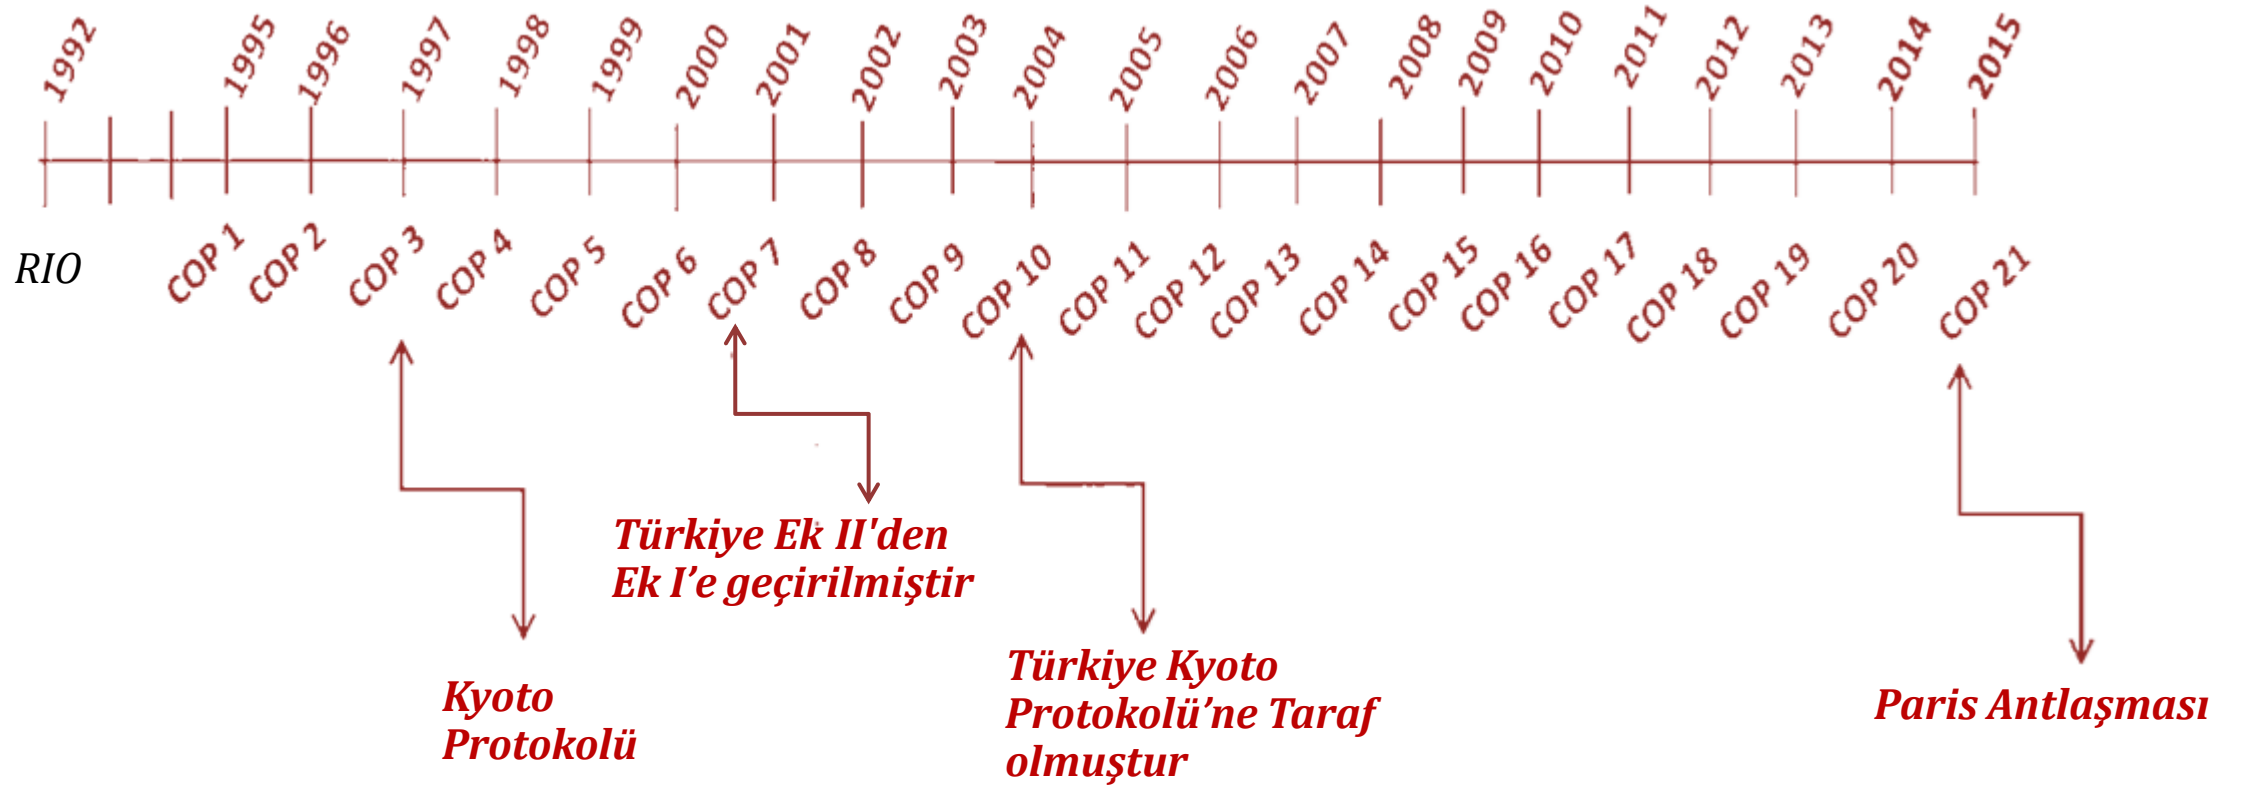 1992
1995
1996
1997
1998
1999
2000
2001
2002
2003
2004
2005
2006
2007
2008
2009
2010
2011
2012
2013
2014
2015
RIO
COP 1
COP 2
COP 3
COP 4
COP 5
COP 6
COP 7
COP 8
COP 9
COP 10
COP 11
COP 12
COP 13
COP 14
COP 15
COP 16
COP 17
COP 18
COP 19
COP 20
COP 21
Kyoto
Protokolü
Türkiye Ek II'den
Ek I’e geçirilmiştir
Türkiye Kyoto
Protokolü’ne Taraf
olmuştur
Paris Antlaşması